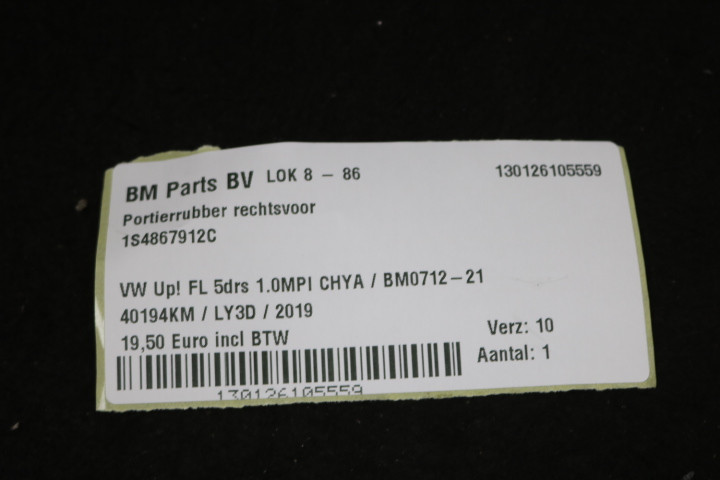 BM Parts BV LOK 8 - 86 130126105559
Portierrubber rechtsvoor
1S4867912C
VW Up! FL 5drs 1.0MPI CHYA / BM0712-21
40194KM / LY3D / 2019
19,50 Euro incl BTW
Verz: 10
Aantal: 1
130126105559